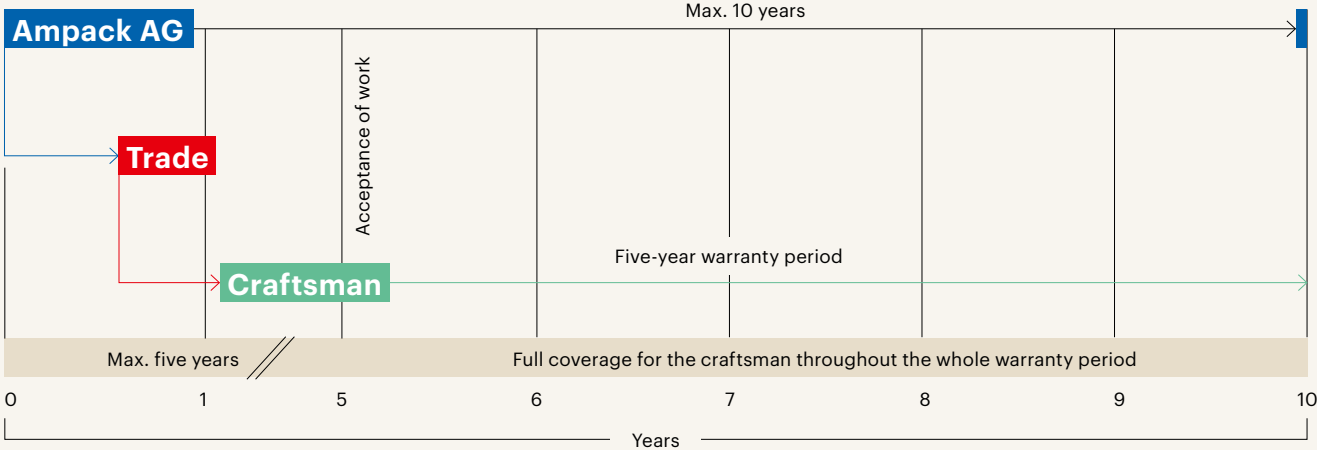 Max. 10 years
Ampack AG
Acceptance of work
Trade
Five-year warranty period
Craftsman
Max. five years
Full coverage for the craftsman throughout the whole warranty period
0 1 5 6 7 8 9 10
Years